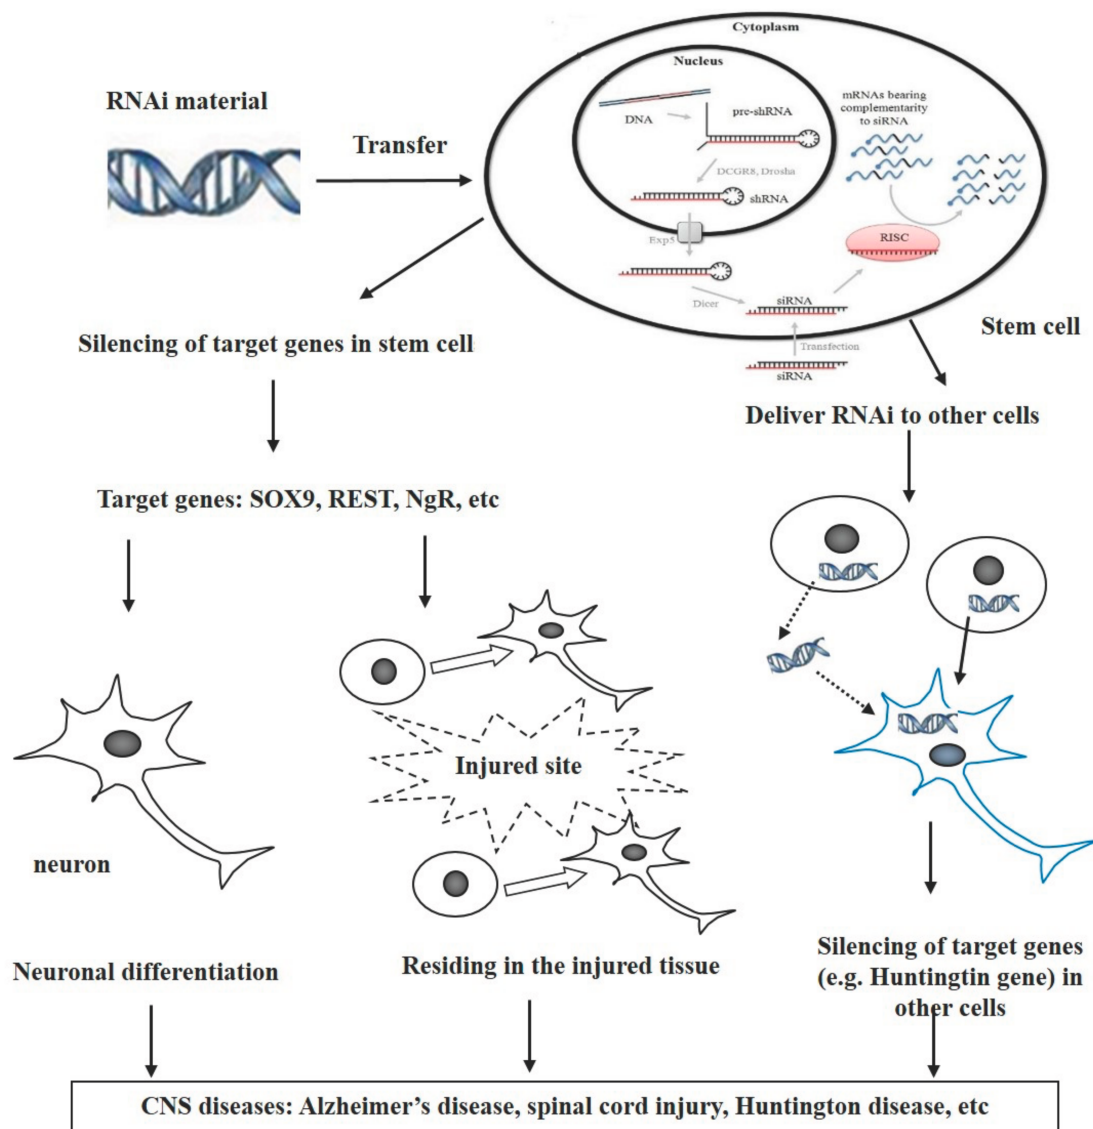 Cytoplasm
Nucleus
RNAi material
Transfer
DNA
pre-shRNA
mRNAs bearing
complementarity
to siRNA
DCGR8, Drosha
shRNA
Exp5
RISC
Dicer
siRNA
Transfection
siRNA
Stem cell
Silencing of target genes in stem cell
Deliver RNAi to other cells
Target genes: SOX9, REST, NgR, etc
Injured site
neuron
Neuronal differentiation
Residing in the injured tissue
Silencing of target genes
(e.g. Huntingtin gene) in
other cells
CNS diseases: Alzheimer’s disease, spinal cord injury, Huntington disease, etc